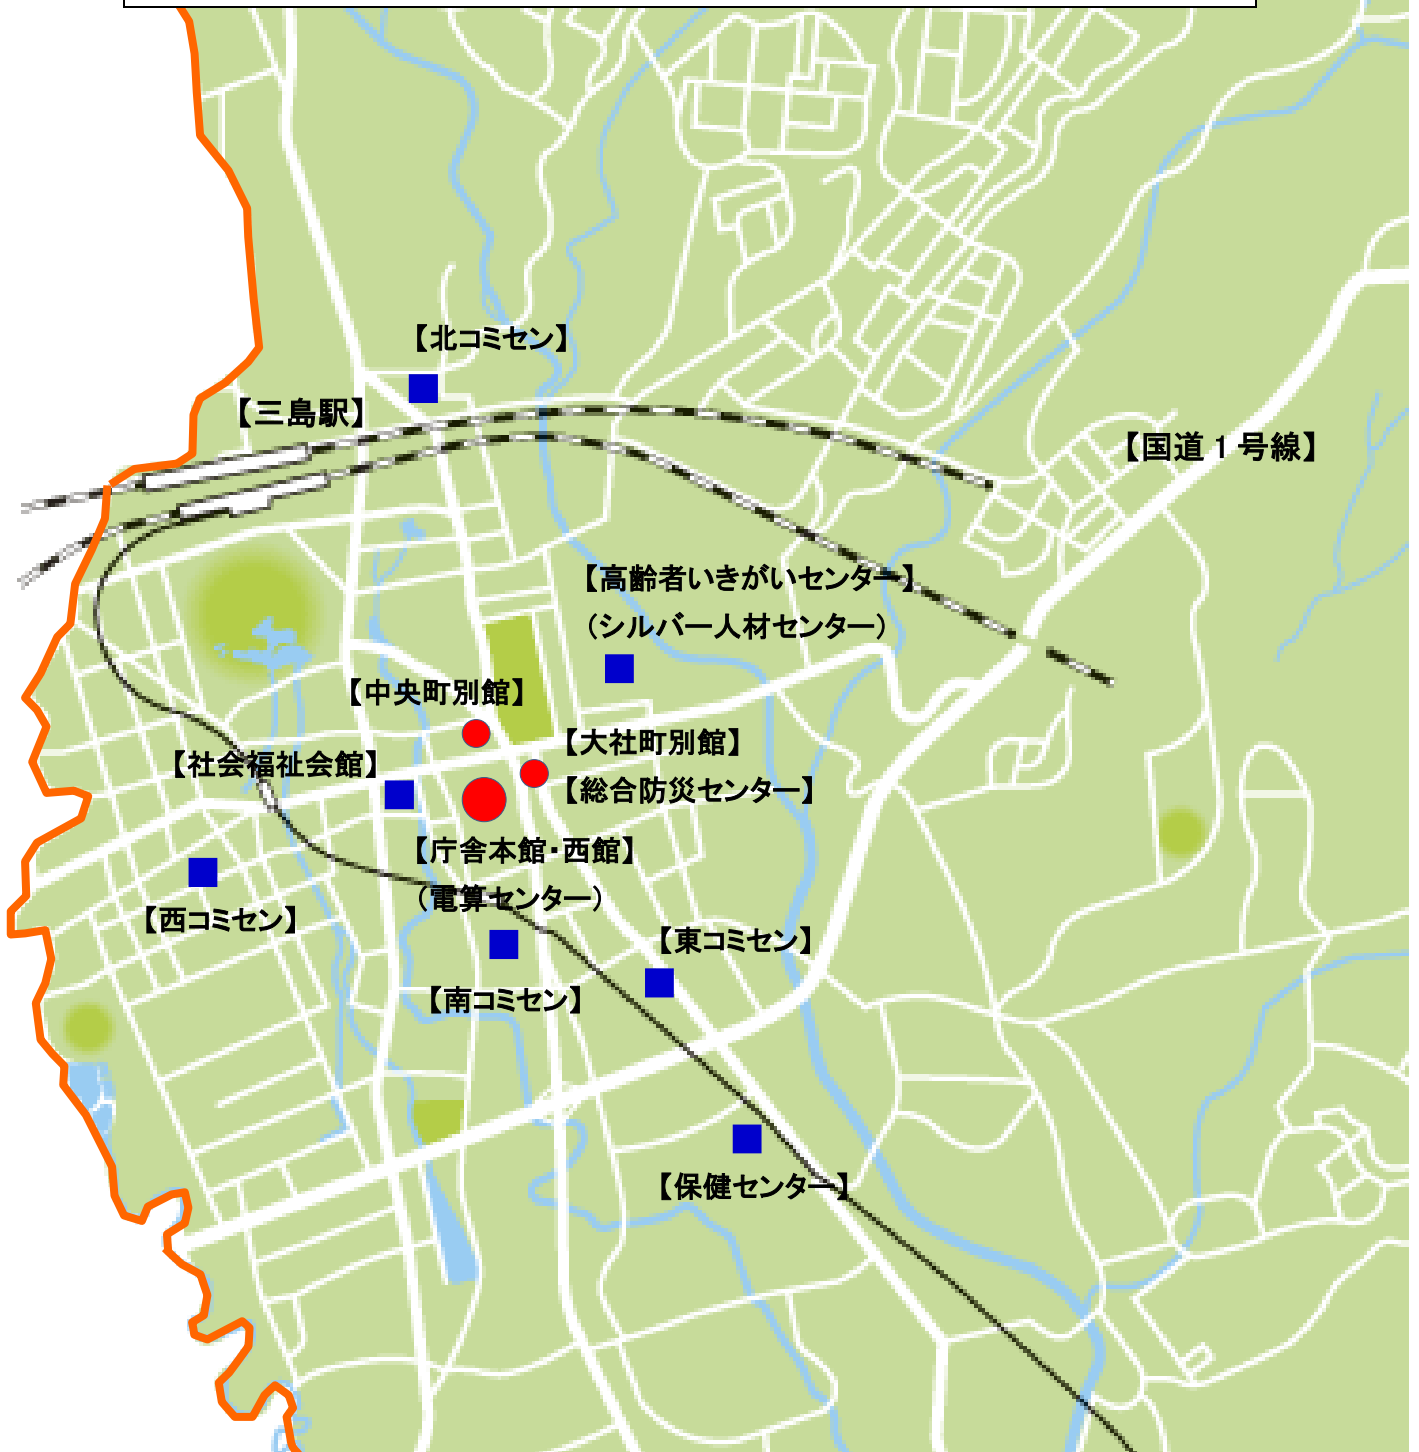 【北コミセン】
【三島駅】
【国道1号線】
【高齢者いきがいセンター】
（シルバー人材センター）
【中央町別館】
【大社町別館】
【社会福祉会館】
【総合防災センター】
【庁舎本館・西館】
（電算センター）
【西コミセン】
【東コミセン】
【南コミセン】
【保健センター】